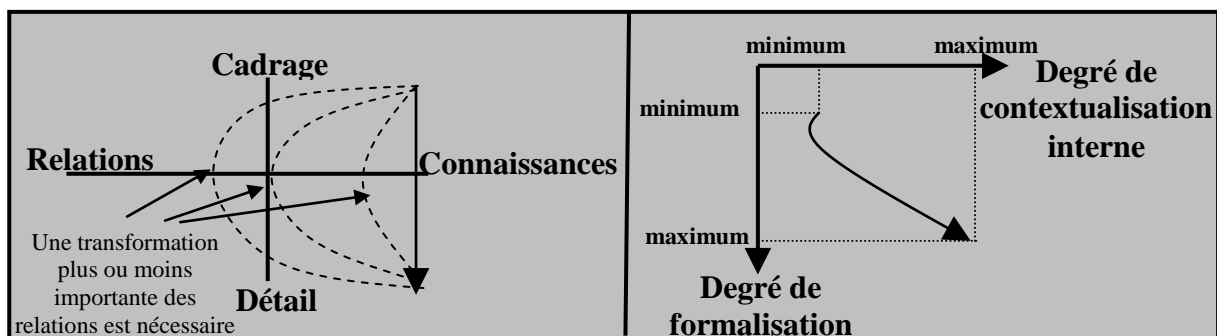 Cadrage
Relations
Connaissances
Une transformation
plus ou moins
importante des
relations est nécessaire
Détail
minimum
maximum
Degré de
contextualisation
interne
minimum
maximum
Degré de
formalisation